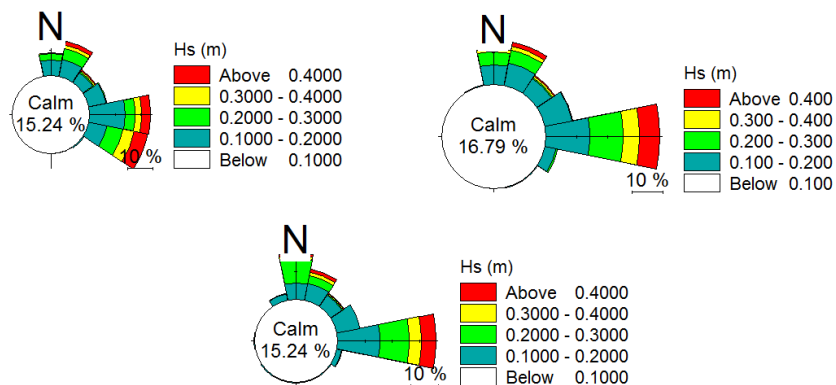 N
Hs (m)
Above 0.4000
0.3000 - 0.4000
0.2000 - 0.3000
0.1000 - 0.2000
Below 0.1000
Calm
15.24 %
10 %
N
Hs (m)
Above 0.400
0.300 - 0.400
0.200 - 0.300
0.100 - 0.200
Below 0.100
Calm
16.79 %
10 %
N
Hs (m)
Above 0.4000
0.3000 - 0.4000
0.2000 - 0.3000
0.1000 - 0.2000
Below 0.1000
Calm
15.24 %
10 %